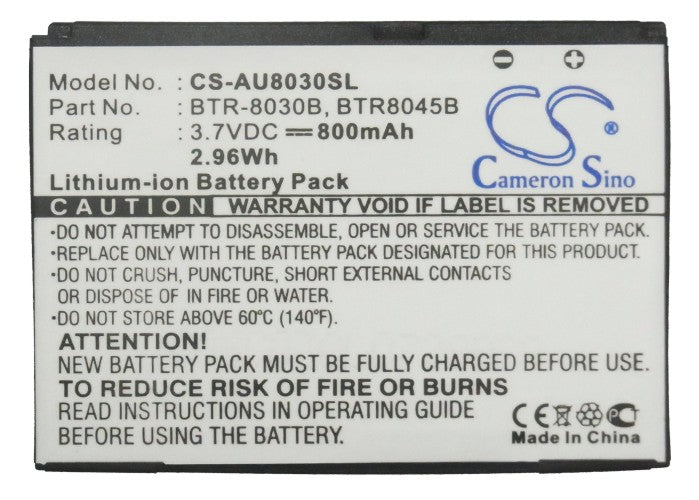 Model No.: CS-AU8030SL
Part No.: BTR-8030B, BTR8045B
Rating: 3.7VDC ⎓ 800mAh
2.96Wh
Lithium-ion Battery Pack
CS
Cameron Sino
CAUTION WARRANTY VOID IF LABEL IS REMOVED
•DO NOT ATTEMPT TO DISASSEMBLE, OPEN OR SERVICE THE BATTERY PACK
•REPLACE ONLY WITH THE BATTERY PACK DESIGNATED FOR THIS PRODUCT
•DO NOT CRUSH, PUNCTURE, SHORT EXTERNAL CONTACTS
OR DISPOSE OF IN FIRE OR WATER.
•DO NOT STORE ABOVE 60°C (140°F).
ATTENTION:
NEW BATTERY PACK MUST BE FULLY CHARGED BEFORE USE
TO REDUCE RISK OF FIRE OR BURNS
READ INSTRUCTIONS IN OPERATING GUIDE.
CE
Made In China